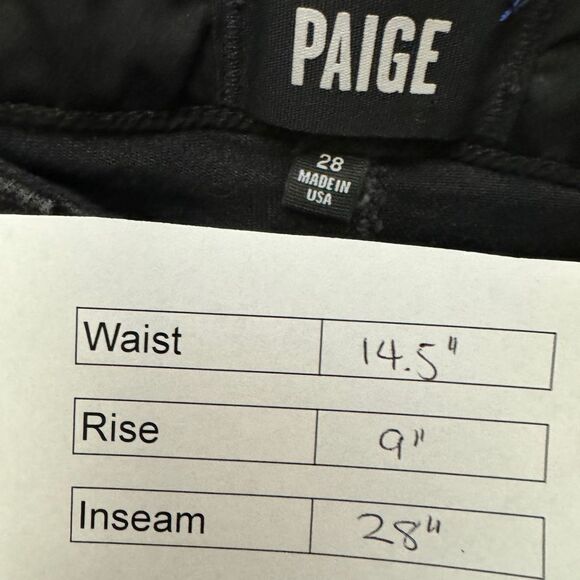 PAIGE
28
MADE IN
USA
Waist 14.5"
Rise 9"
Inseam 28"